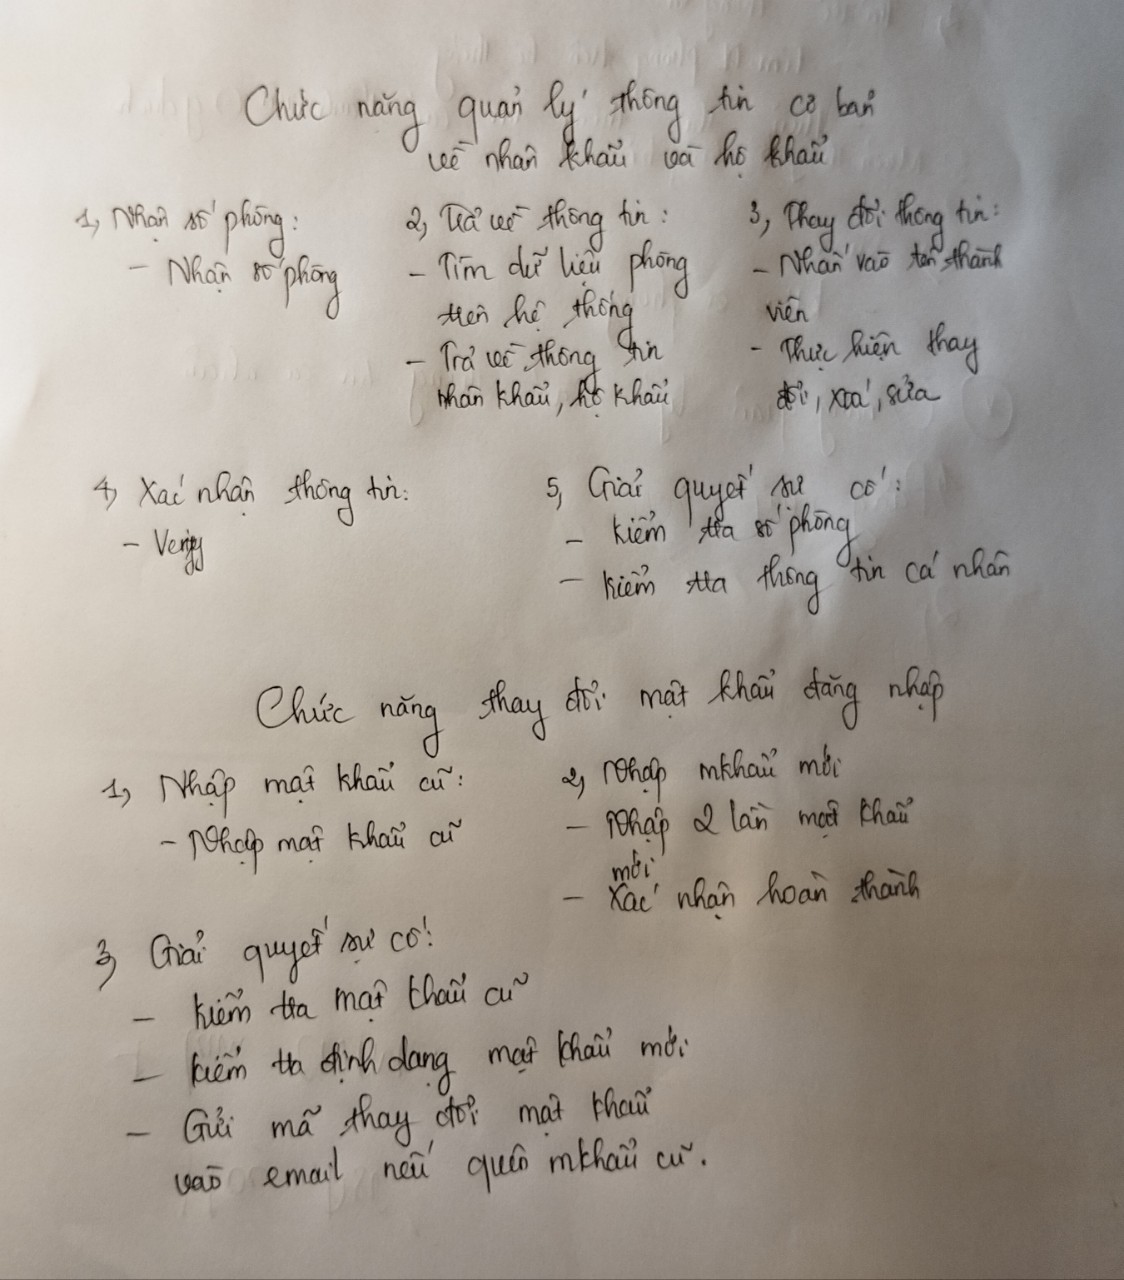 Chức năng quản lý thông tin cơ bản
về nhân khẩu và hộ khẩu
1, Nhận số phòng:
- Nhận số phòng
2, Trả về thông tin:
- Tìm dữ liệu phòng
trên hệ thống
- Trả về thông tin
nhân khẩu, hộ khẩu
3, Thay đổi thông tin:
- Nhấn vào tên thành
viên
- Thực hiện thay
đổi, xoá, sửa
4, Xác nhận thông tin:
- Verify
5, Giải quyết sự cố:
- kiểm tra số phòng
- kiểm tra thông tin cá nhân
Chức năng thay đổi mật khẩu đăng nhập
1, Nhập mật khẩu cũ:
- Nhập mật khẩu cũ
2, Nhập mkhẩu mới
- Nhập 2 lần mật khẩu
mới
- Xác nhận hoàn thành
3, Giải quyết sự cố:
- kiểm tra mật khẩu cũ
- kiểm tra định dạng mật khẩu mới
- Gửi mã thay đổi mật khẩu
vào email nếu quên mkhẩu cũ.